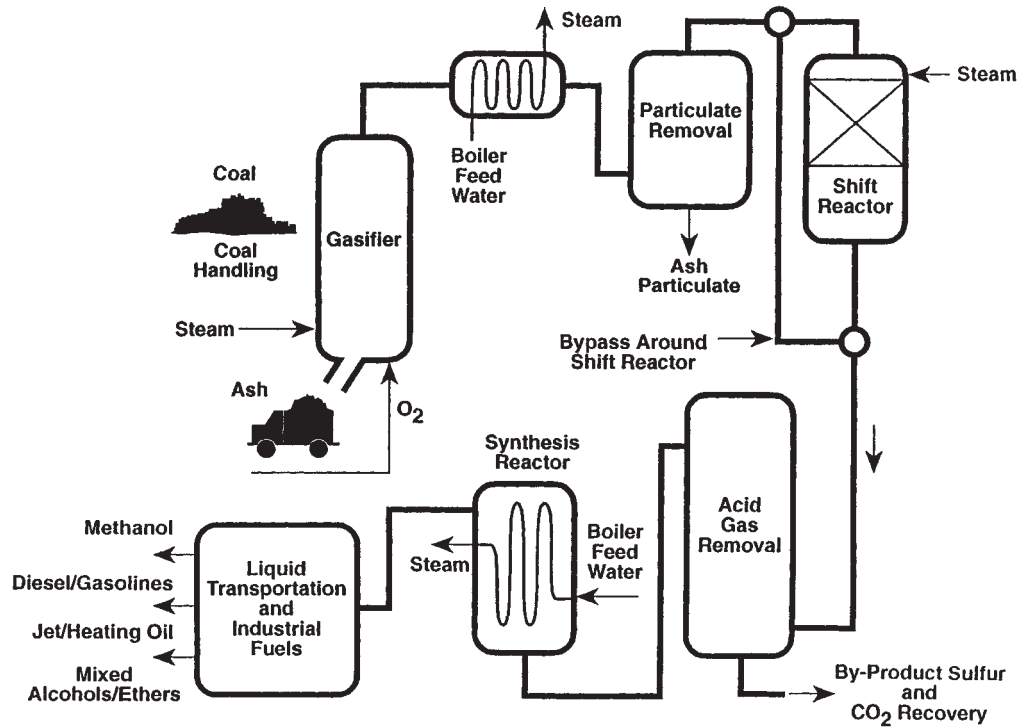 Steam
Steam
Particulate
Removal
Boiler
Feed
Water
Coal
Shift
Reactor
Gasifier
Coal
Handling
Ash
Particulate
Steam
Bypass Around
Shift Reactor
Ash
O2
Synthesis
Reactor
Acid
Gas
Removal
Methanol
Boiler
Feed
Water
Steam
Liquid
Transportation
and
Industrial
Fuels
Diesel/Gasolines
Jet/Heating Oil
Mixed
Alcohols/Ethers
By-Product Sulfur
and
CO2 Recovery